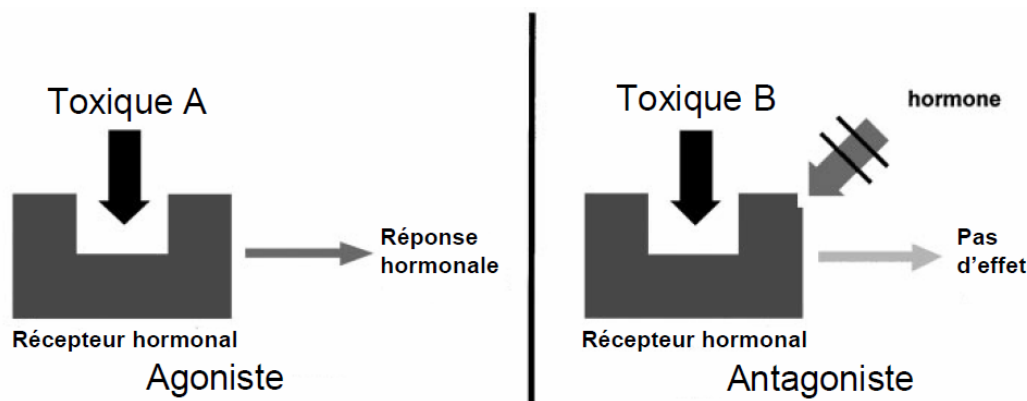 Toxique A
Réponse
hormonale
Récepteur hormonal
Agoniste
Toxique B
hormone
Pas
d'effet
Récepteur hormonal
Antagoniste